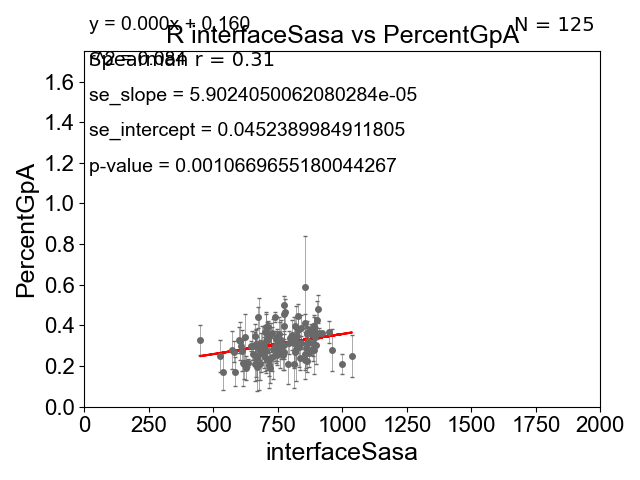 y = 0.000x + 0.160
R interfaceSasa vs PercentGpA
N = 125
Spearman r = 0.31
R^2 = 0.084
se_slope = 5.9024050062080284e-05
se_intercept = 0.0452389984911805
p-value = 0.0010669655180044267
PercentGpA
1.6
1.4
1.2
1.0
0.8
0.6
0.4
0.2
0.0
0 250 500 750 1000 1250 1500 1750 2000
interfaceSasa